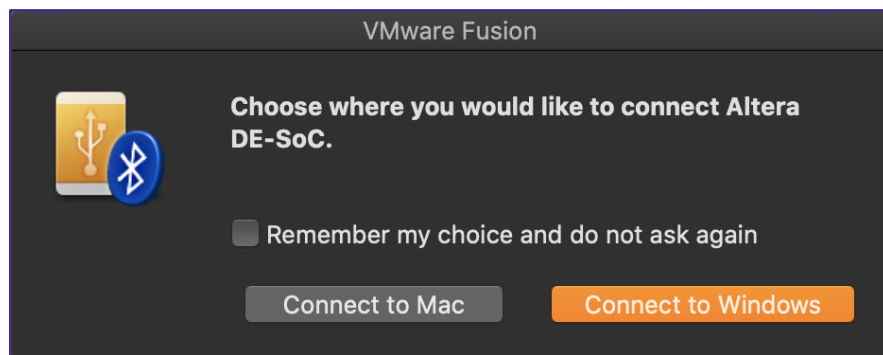 VMware Fusion
Choose where you would like to connect Altera
DE-SoC.
Remember my choice and do not ask again
Connect to Mac
Connect to Windows